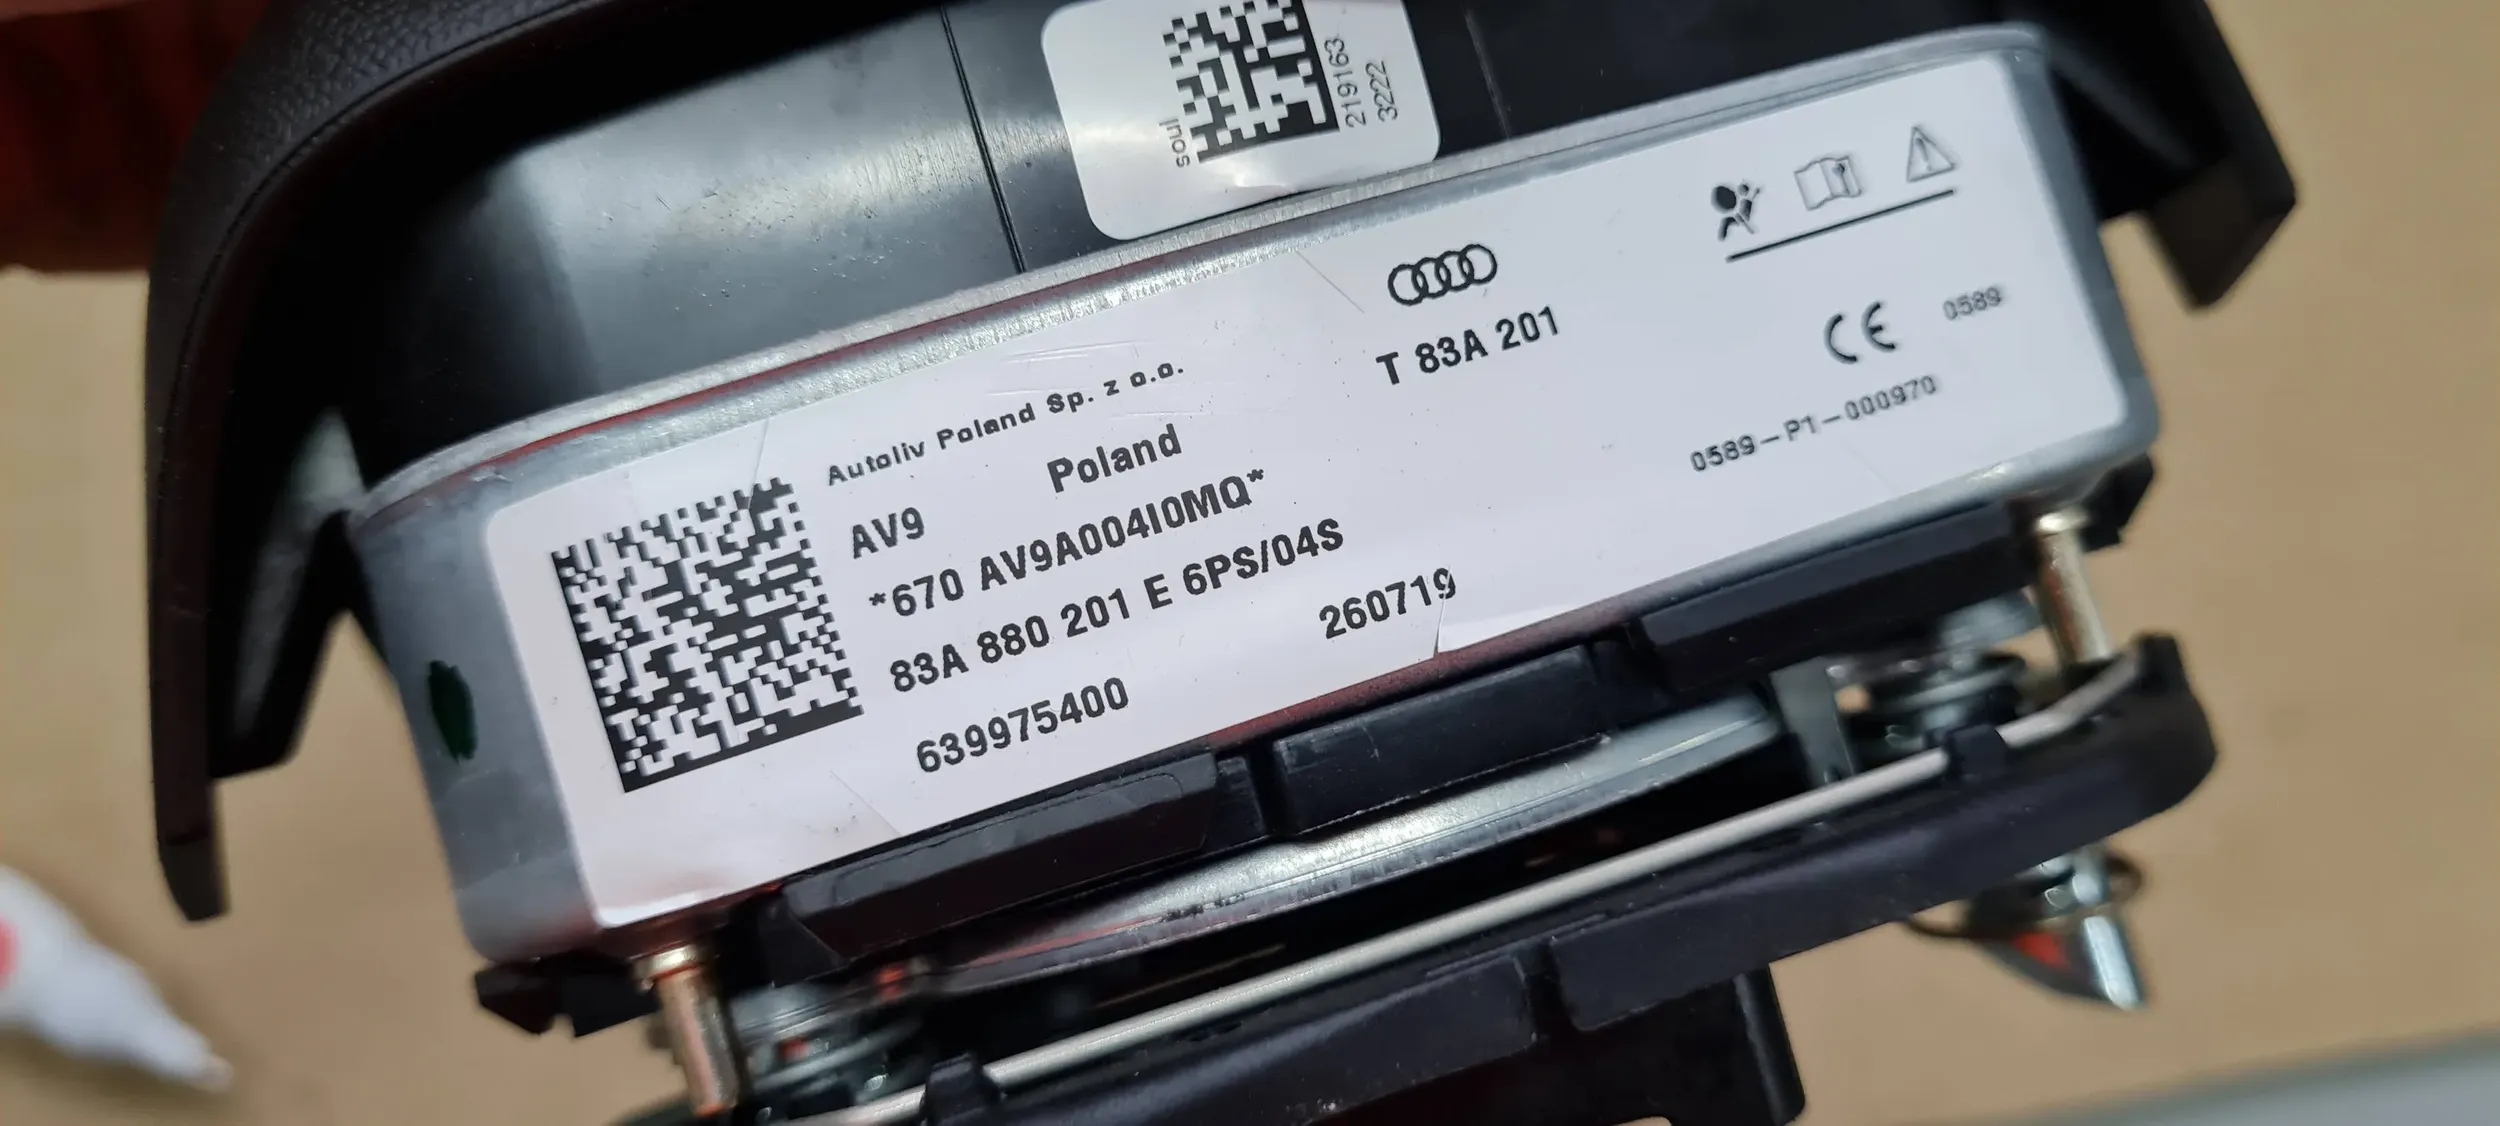 soul
219163
3222
T 83A 201
CE 0589
0589-P1-000970
Autoliv Poland Sp. z o.o.
Poland
AV9
*670 AV9A004I0MQ*
83A 880 201 E 6PS/04S
260719
639975400